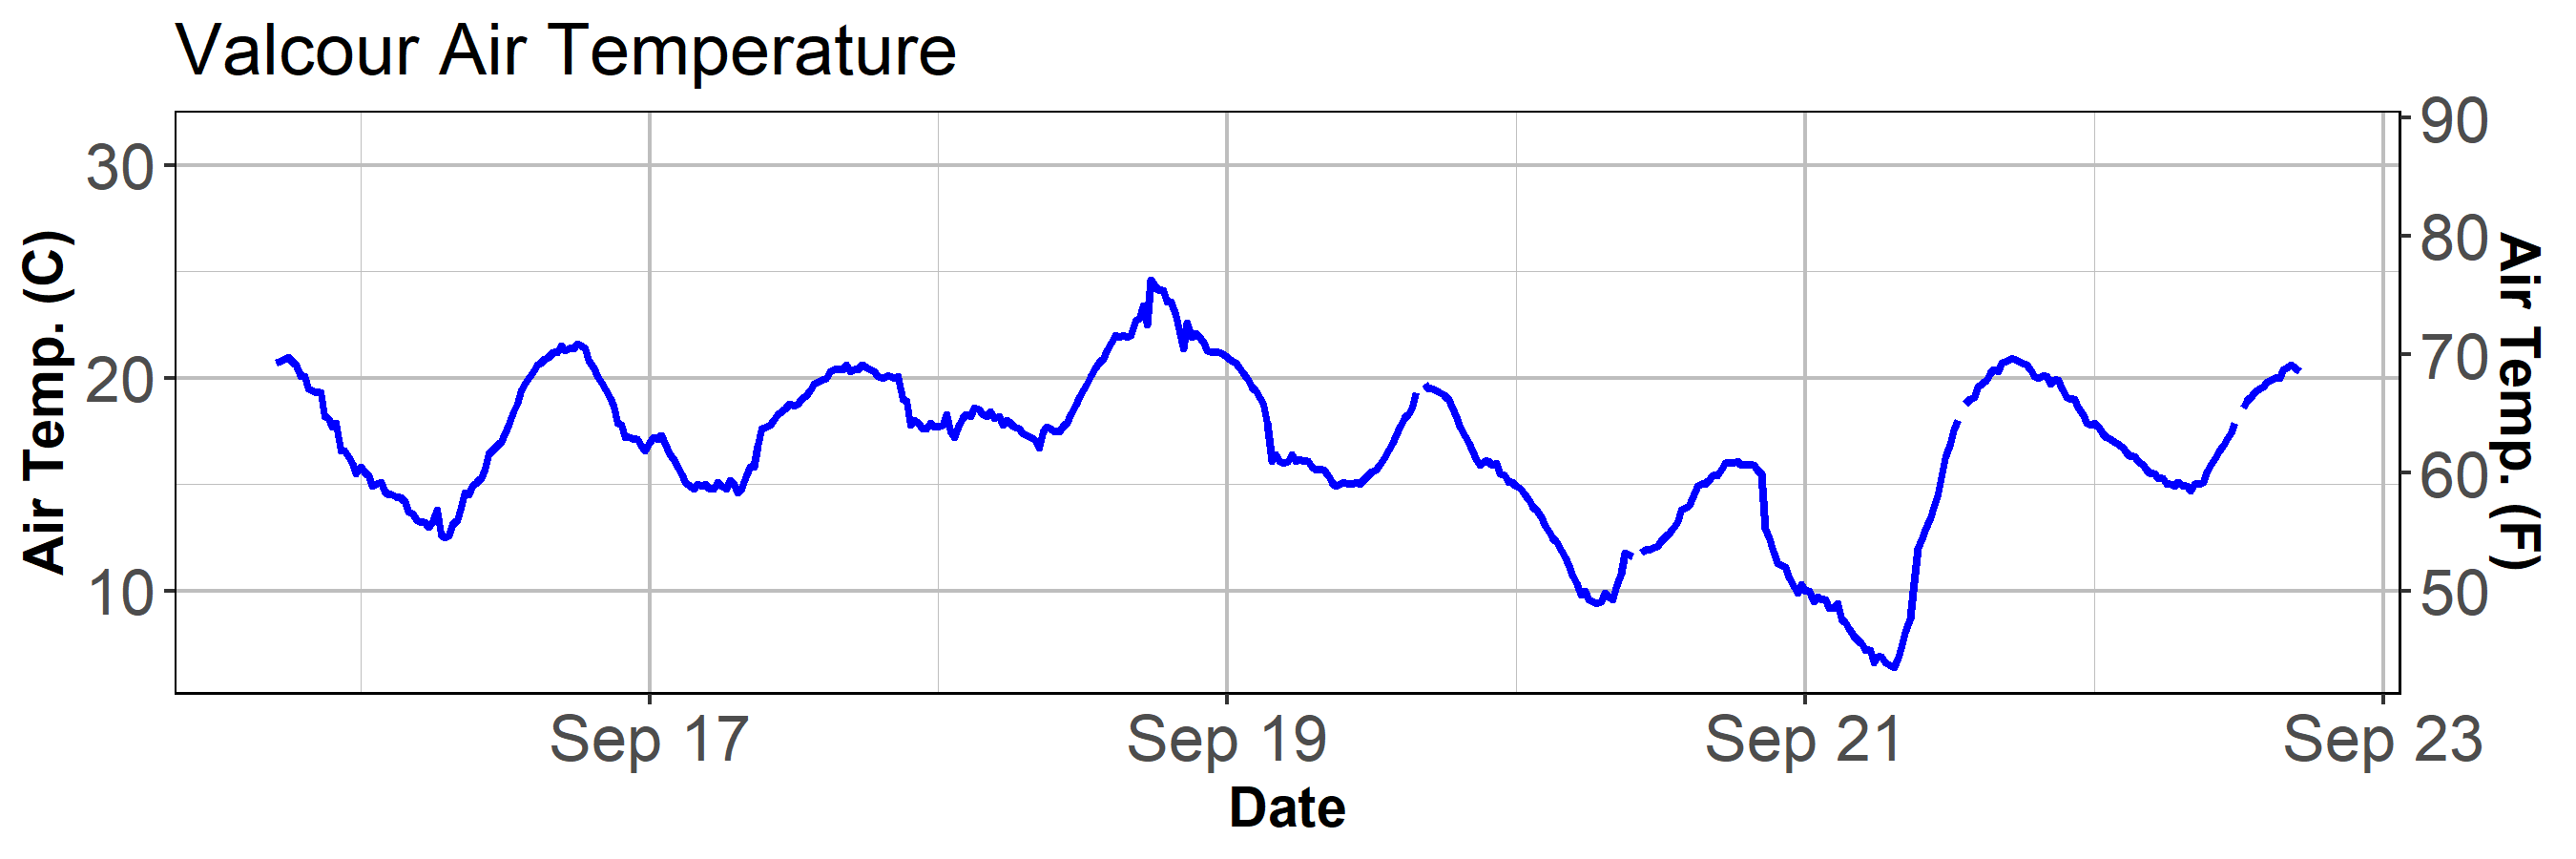 Valcour Air Temperature
Air Temp. (C)
30
20
10
90
80
70
60
50
Air Temp. (F)
Sep 17
Sep 19
Sep 21
Sep 23
Date